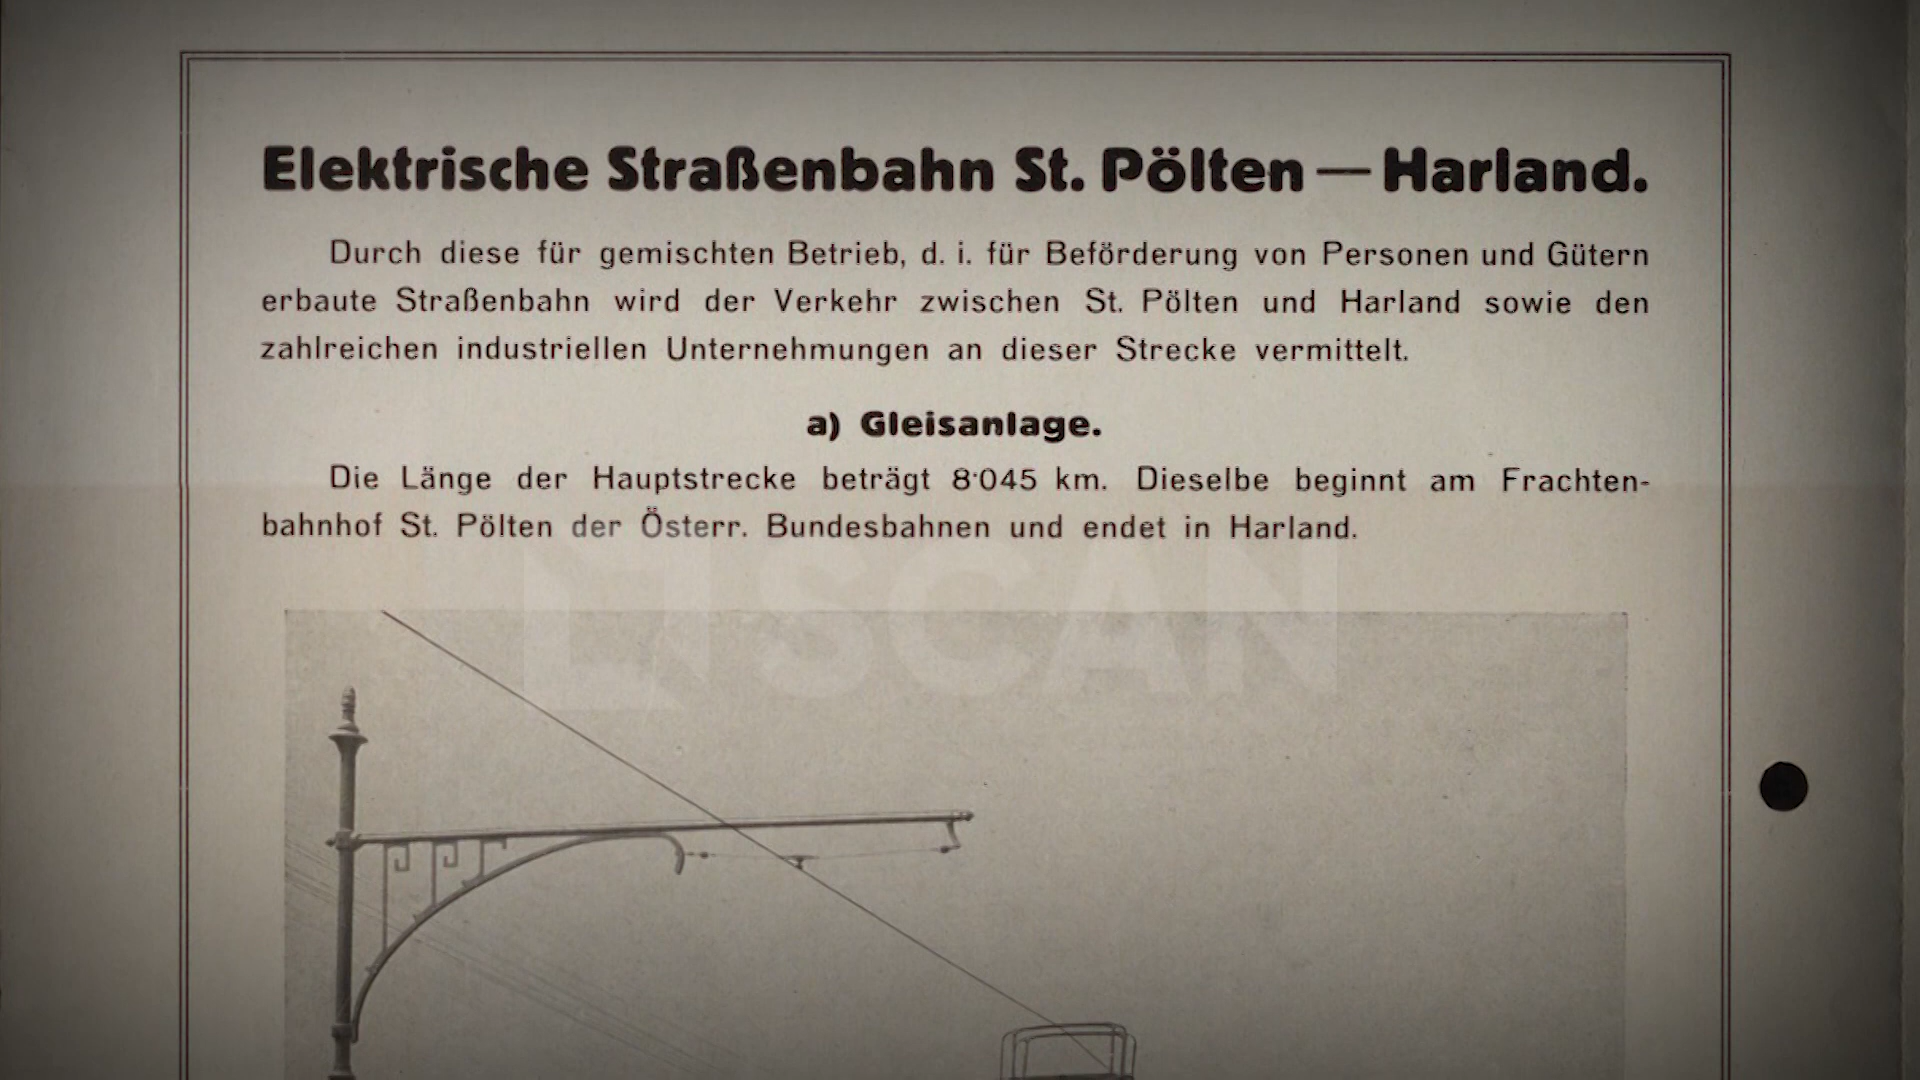 Elektrische Straßenbahn St. Pölten — Harland.
Durch diese für gemischten Betrieb, d. i. für Beförderung von Personen und Gütern
erbaute Straßenbahn wird der Verkehr zwischen St. Pölten und Harland sowie den
zahlreichen industriellen Unternehmungen an dieser Strecke vermittelt.
a) Gleisanlage.
Die Länge der Hauptstrecke beträgt 8·045 km. Dieselbe beginnt am Frachten-
bahnhof St. Pölten der Österr. Bundesbahnen und endet in Harland.
SCAN